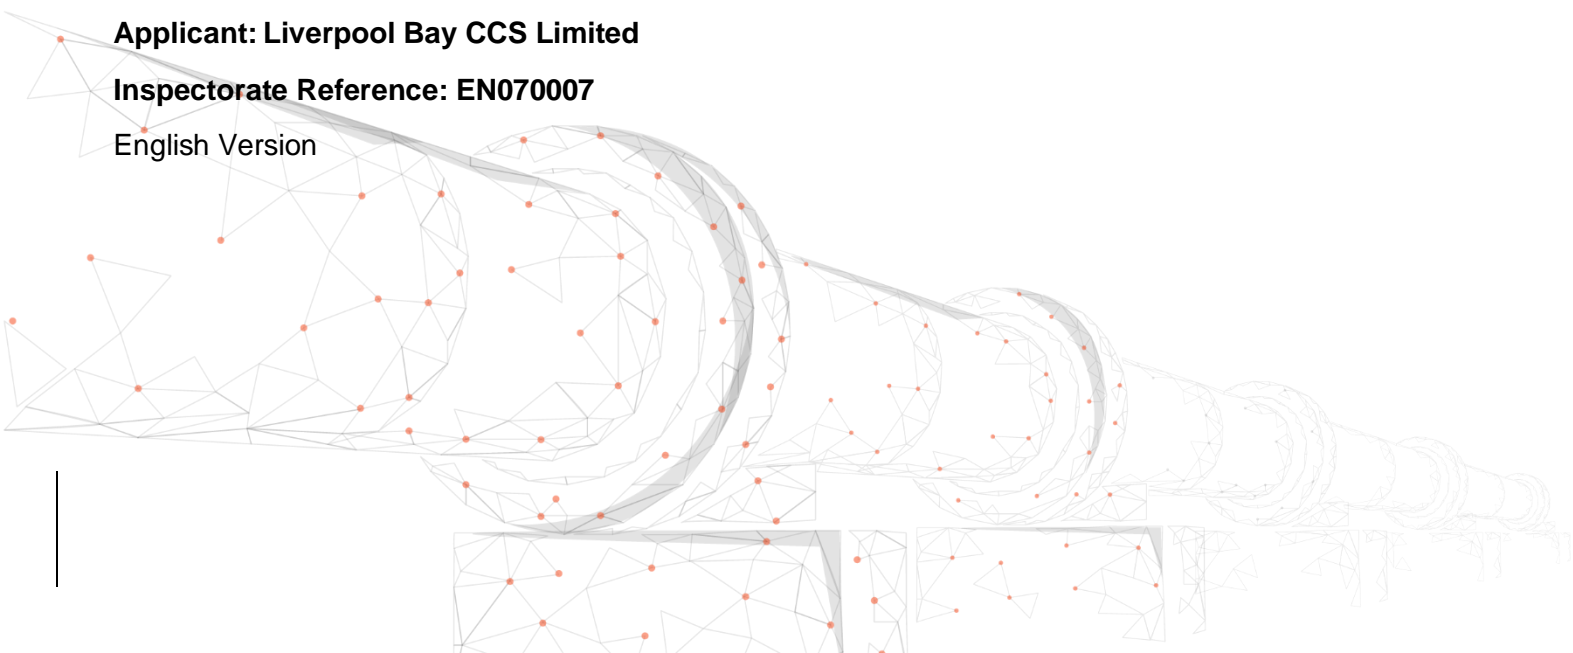 Applicant: Liverpool Bay CCS Limited
Inspectorate Reference: EN070007
English Version